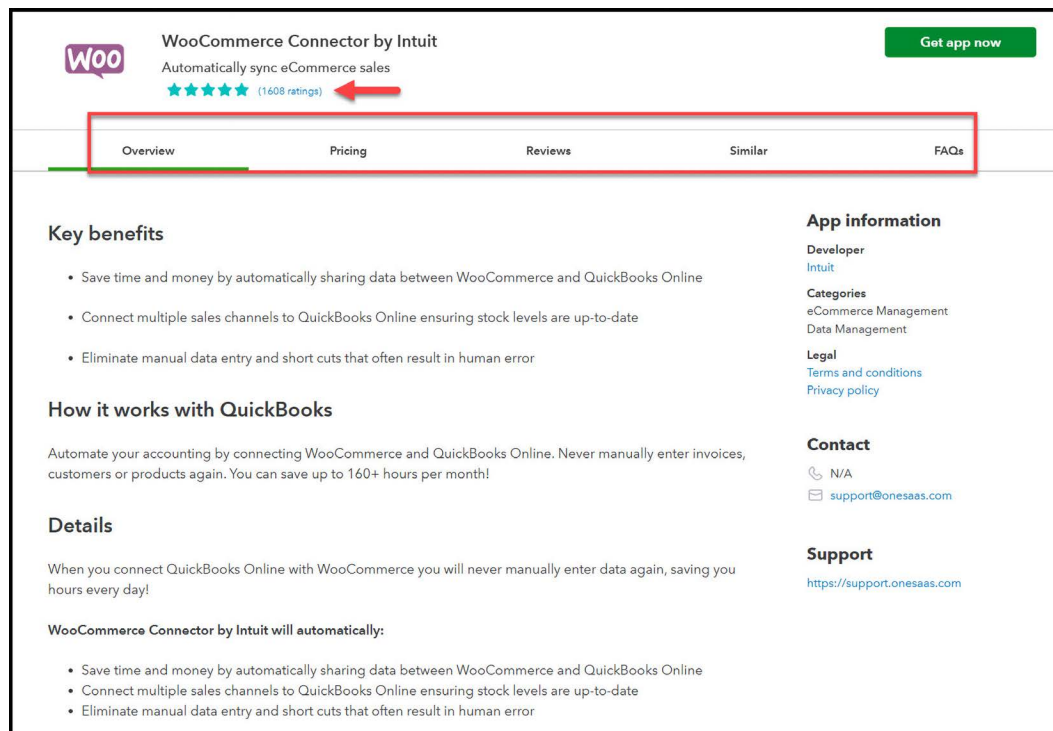 Woo
WooCommerce Connector by Intuit
Automatically sync eCommerce sales
(1608 ratings)
Get app now
Overview Pricing Reviews Similar FAQs
Key benefits
• Save time and money by automatically sharing data between WooCommerce and QuickBooks Online
• Connect multiple sales channels to QuickBooks Online ensuring stock levels are up-to-date
• Eliminate manual data entry and short cuts that often result in human error
How it works with QuickBooks
Automate your accounting by connecting WooCommerce and QuickBooks Online. Never manually enter invoices,
customers or products again. You can save up to 160+ hours per month!
Details
When you connect QuickBooks Online with WooCommerce you will never manually enter data again, saving you
hours every day!
WooCommerce Connector by Intuit will automatically:
• Save time and money by automatically sharing data between WooCommerce and QuickBooks Online
• Connect multiple sales channels to QuickBooks Online ensuring stock levels are up-to-date
• Eliminate manual data entry and short cuts that often result in human error
App information
Developer
Intuit
Categories
eCommerce Management
Data Management
Legal
Terms and conditions
Privacy policy
Contact
N/A
support@onesaas.com
Support
https://support.onesaas.com